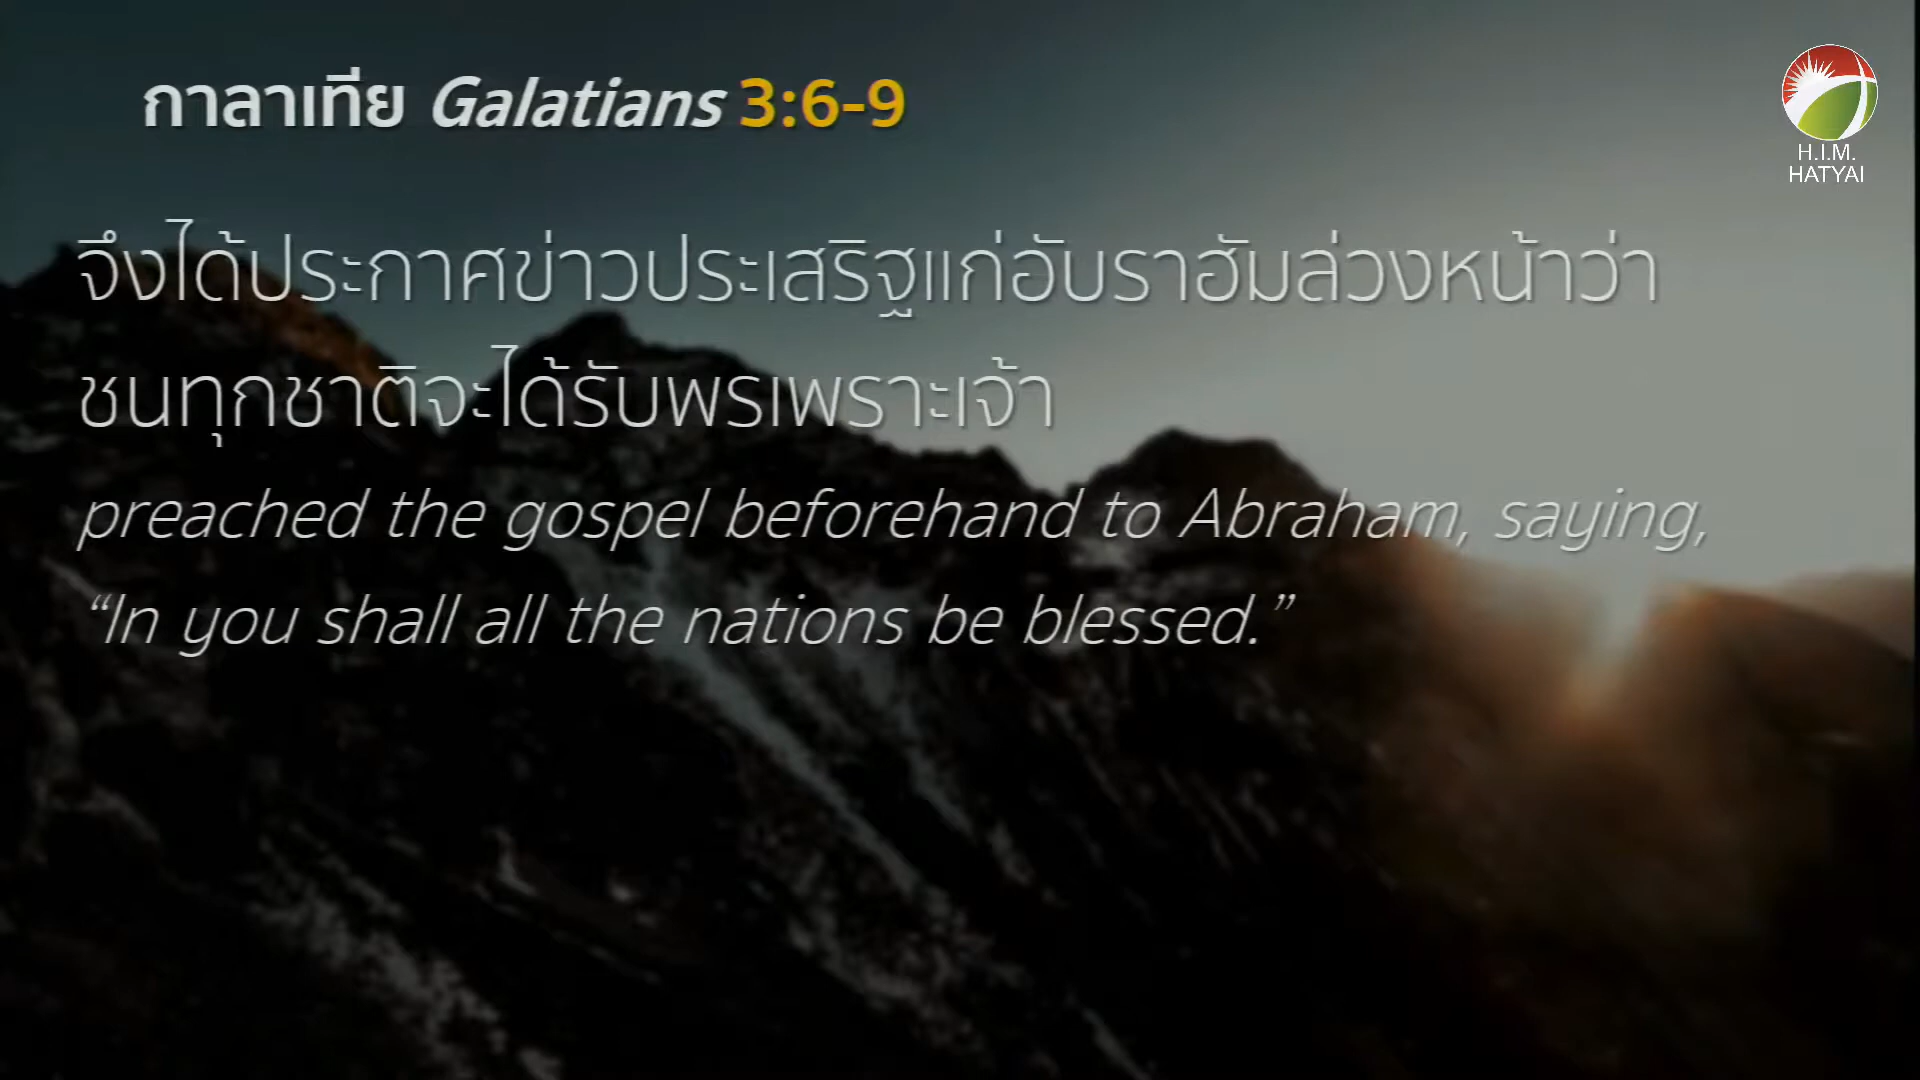 กาลาเทีย Galatians 3:6-9
H.I.M.
HATYAI
จึงได้ประกาศข่าวประเสริฐแก่อับราฮัมล่วงหน้าว่า
ชนทุกชาติจะได้รับพรเพราะเจ้า
preached the gospel beforehand to Abraham, saying,
“In you shall all the nations be blessed.”